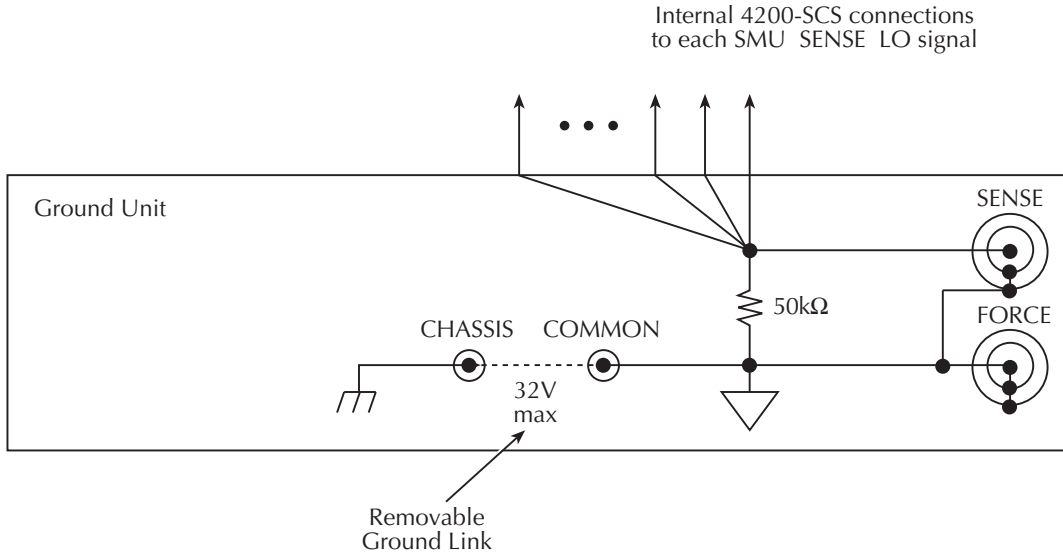 Internal 4200-SCS connections
to each SMU SENSE LO signal
Ground Unit
SENSE
50kΩ
FORCE
CHASSIS
COMMON
32V
max
Removable
Ground Link